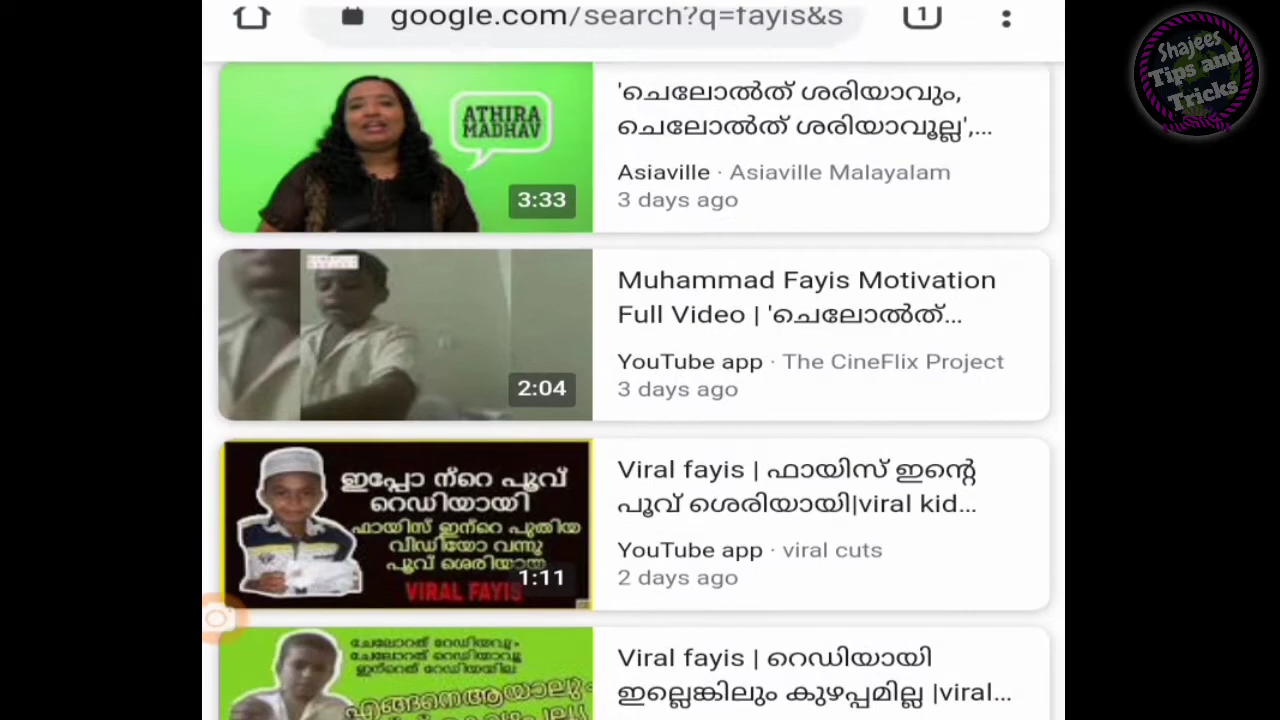 google.com/search?q=fayis&s
1
Shajees
Tips and
Tricks
ATHIRA
MADHAV
3:33
'ചെലോൽത് ശരിയാവും,
ചെലോൽത് ശരിയാവൂല്ല',...
Asiaville · Asiaville Malayalam
3 days ago
2:04
Muhammad Fayis Motivation
Full Video | 'ചെലോൽത്...
YouTube app · The CineFlix Project
3 days ago
ഇപ്പോ ന്റെ പൂവ്
റെഡിയായി
ഫായിസ് ഇന്റെ പുതിയ
വീഡിയോ വന്നു
പൂവ് ശെരിയായ
VIRAL FAYIS
1:11
Viral fayis | ഫായിസ് ഇന്റെ
പൂവ് ശെരിയായി|viral kid...
YouTube app · viral cuts
2 days ago
Viral fayis | റെഡിയായി
ഇല്ലെങ്കിലും കുഴപ്പമില്ല |viral...